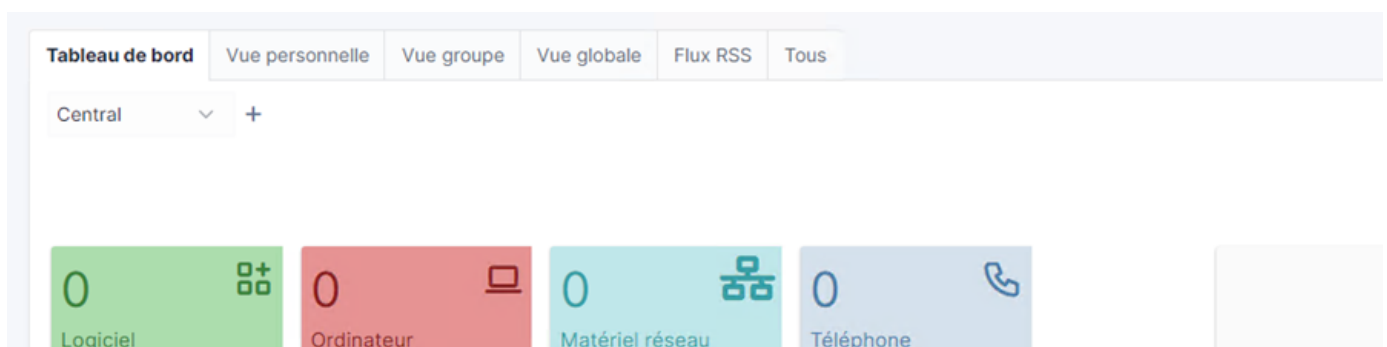 Tableau de bord Vue personnelle Vue groupe Vue globale Flux RSS Tous
Central +
0 0 0 0
Logiciel Ordinateur Matériel réseau Téléphone